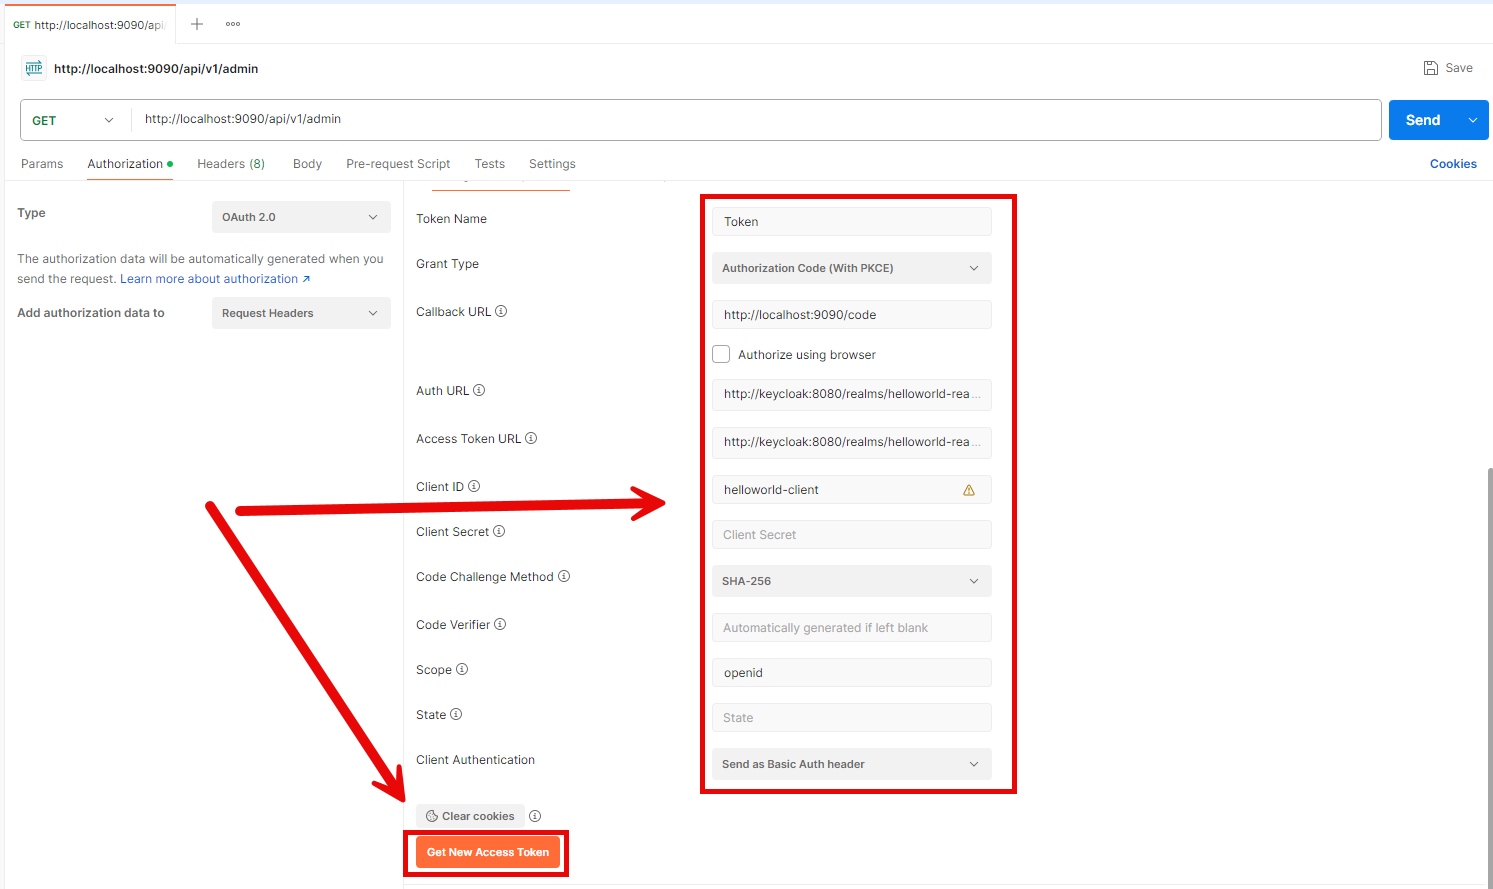 GET http://localhost:9090/api/
http://localhost:9090/api/v1/admin
Save
GET http://localhost:9090/api/v1/admin Send
Params Authorization Headers (8) Body Pre-request Script Tests Settings Cookies
Type OAuth 2.0
The authorization data will be automatically generated when you
send the request. Learn more about authorization ↗
Add authorization data to Request Headers
Token Name Token
Grant Type Authorization Code (With PKCE)
Callback URL http://localhost:9090/code
Authorize using browser
Auth URL http://keycloak:8080/realms/helloworld-rea...
Access Token URL http://keycloak:8080/realms/helloworld-rea...
Client ID helloworld-client
Client Secret Client Secret
Code Challenge Method SHA-256
Code Verifier Automatically generated if left blank
Scope openid
State State
Client Authentication Send as Basic Auth header
Clear cookies
Get New Access Token